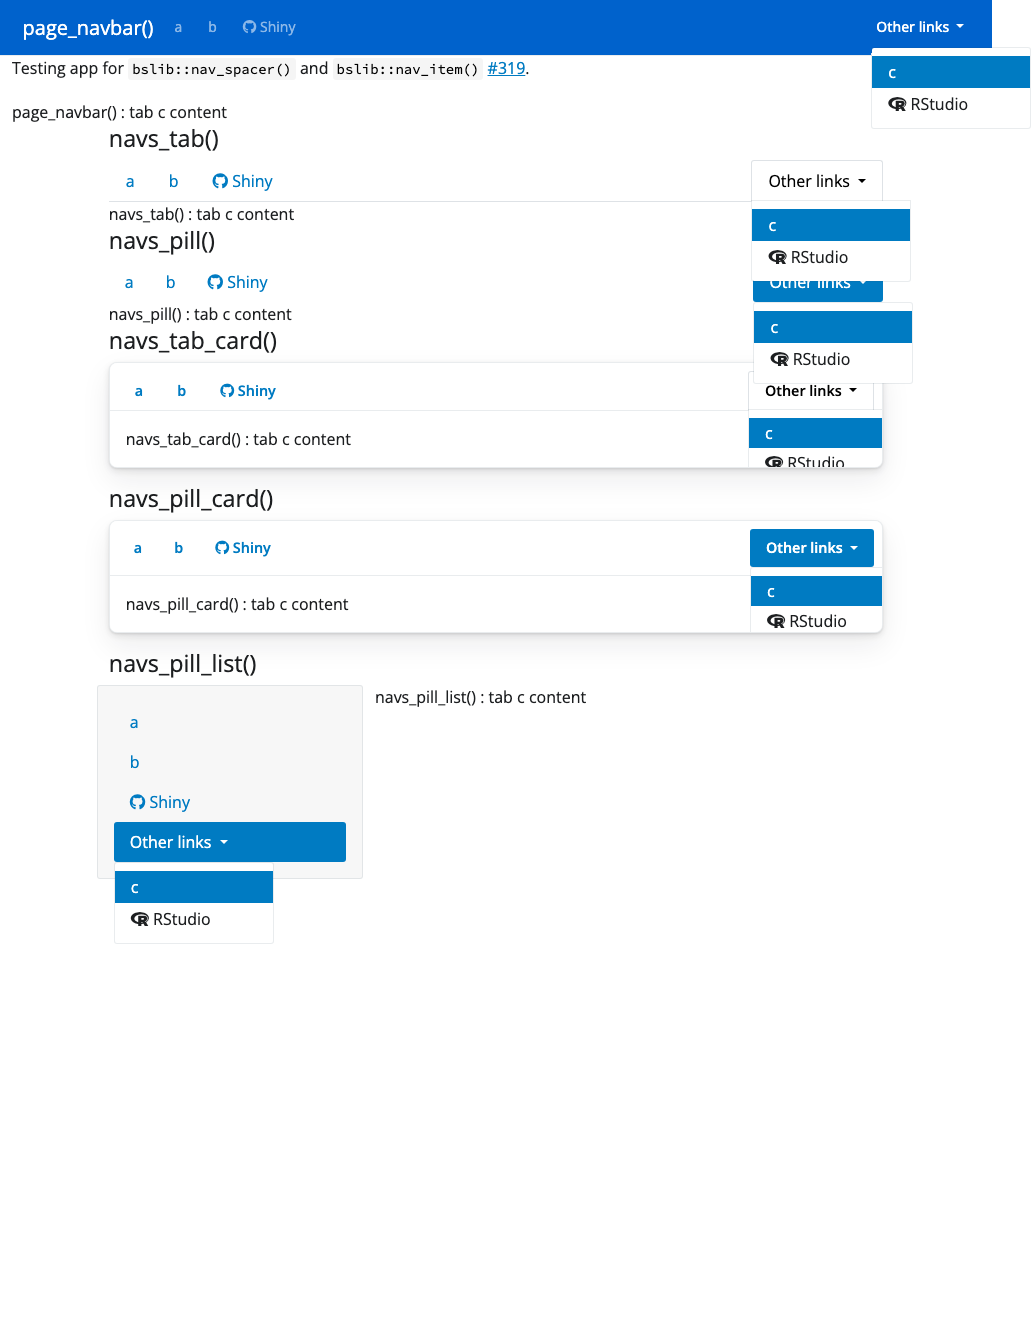 page_navbar() a b Shiny Other links
c
RStudio
Testing app for bslib::nav_spacer() and bslib::nav_item() #319.
page_navbar() : tab c content
navs_tab()
a b Shiny Other links
c
RStudio
navs_tab() : tab c content
navs_pill()
a b Shiny Other links
c
RStudio
navs_pill() : tab c content
navs_tab_card()
a b Shiny Other links
c
RStudio
navs_tab_card() : tab c content
navs_pill_card()
a b Shiny Other links
c
RStudio
navs_pill_card() : tab c content
navs_pill_list()
a
b
Shiny
Other links
c
RStudio
navs_pill_list() : tab c content